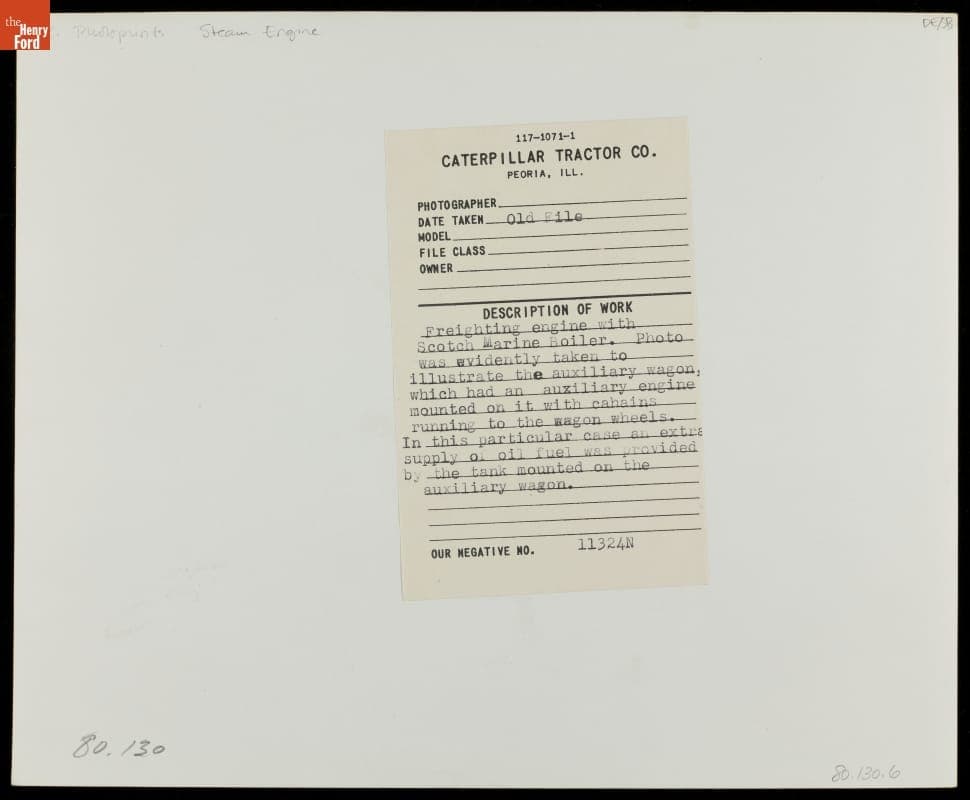 the
Henry
Ford
Photoprints Steam Engine
DE/JB
117-1071-1
CATERPILLAR TRACTOR CO.
PEORIA, ILL.
PHOTOGRAPHER
DATE TAKEN Old File
MODEL
FILE CLASS
OWNER
DESCRIPTION OF WORK
Freighting engine with
Scotch Marine Boiler. Photo
was evidently taken to
illustrate the auxiliary wagon,
which had an auxiliary engine
mounted on it with cahains
running to the wagon wheels.
In this particular case an extra
supply of oil fuel was provided
by the tank mounted on the
auxiliary wagon.
OUR NEGATIVE NO. 11324N
80.130
80.130.6